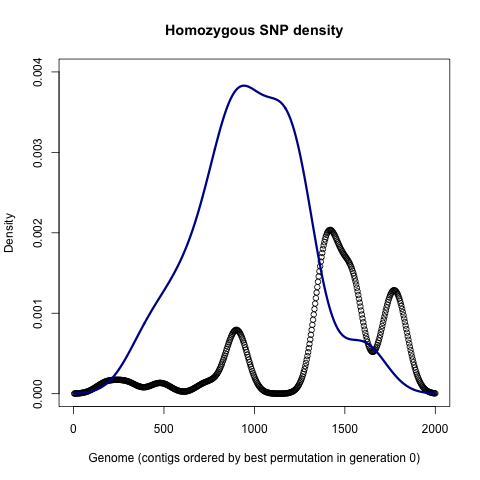 Homozygous SNP density
0.004
0.003
0.002
0.001
0.000
Density
0 500 1000 1500 2000
Genome (contigs ordered by best permutation in generation 0)